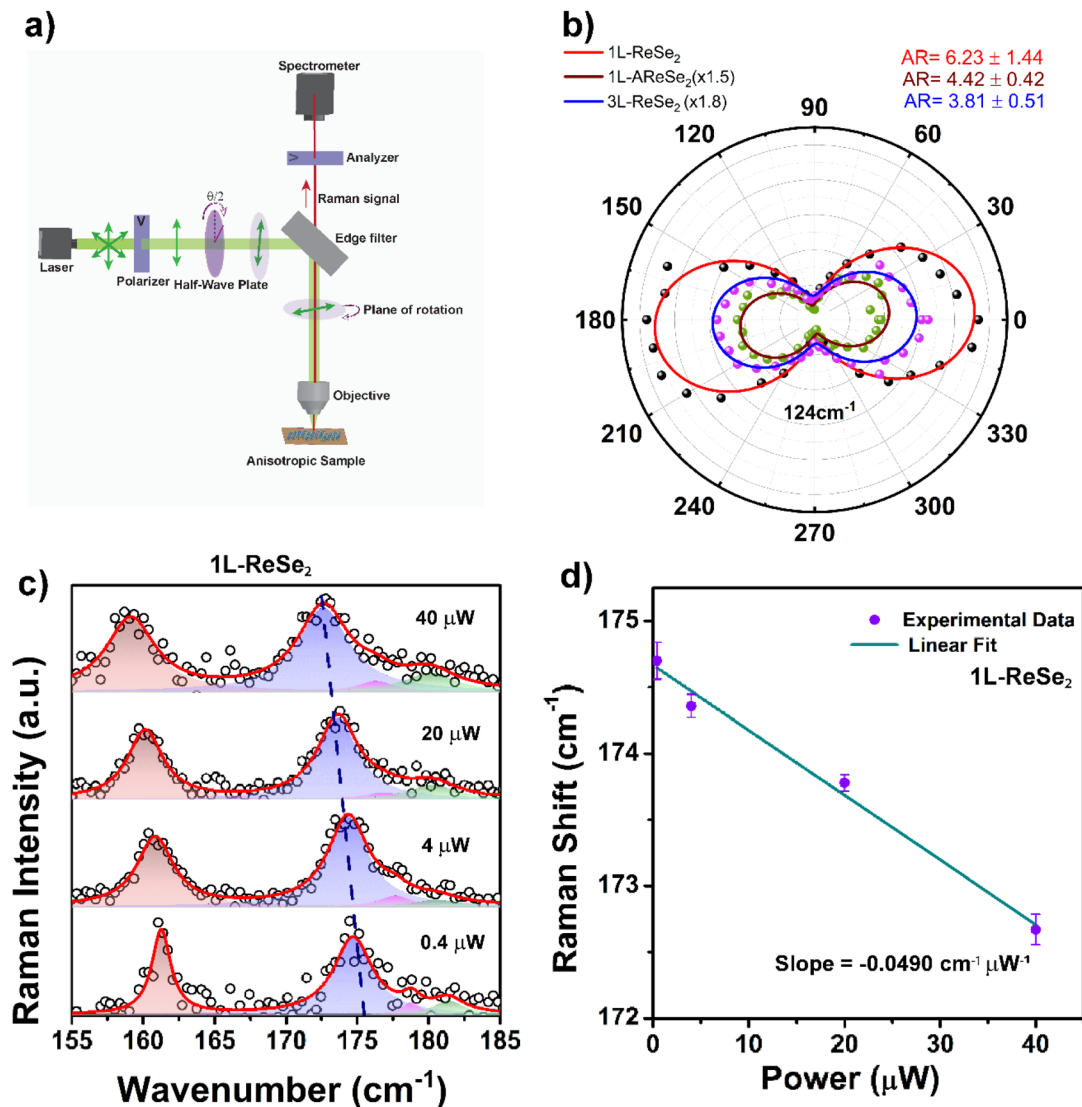 a)
Spectrometer
Analyzer
Raman signal
θ/2
V
V
Edge filter
Laser
Polarizer
Half-Wave Plate
Plane of rotation
Objective
Anisotropic Sample
b)
1L-ReSe₂
AR= 6.23 ± 1.44
1L-AReSe₂(x1.5)
AR= 4.42 ± 0.42
3L-ReSe₂ (x1.8)
AR= 3.81 ± 0.51
90
120
60
150
30
180
0
124cm⁻¹
210
330
240
300
270
c)
1L-ReSe₂
40 μW
20 μW
4 μW
0.4 μW
Raman Intensity (a.u.)
155 160 165 170 175 180 185
Wavenumber (cm⁻¹)
d)
Experimental Data
Linear Fit
1L-ReSe₂
175
174
173
172
Raman Shift (cm⁻¹)
Slope = -0.0490 cm⁻¹ μW⁻¹
0 10 20 30 40
Power (μW)